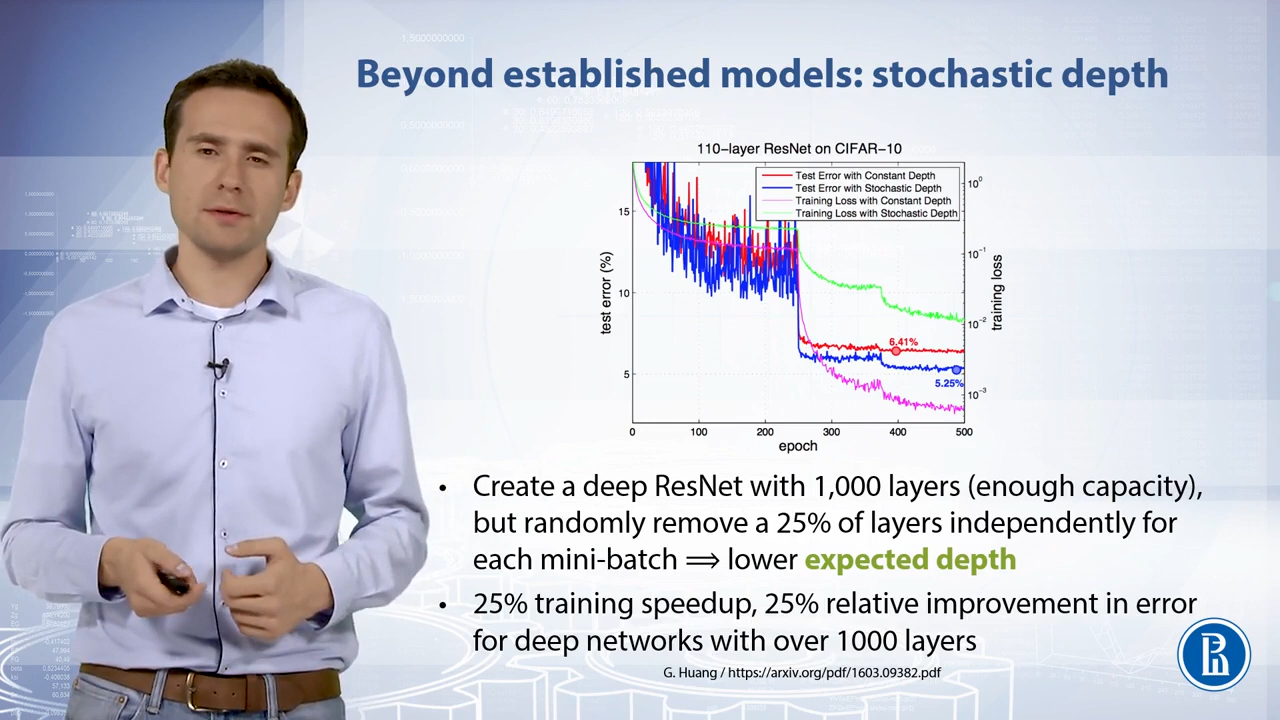 Beyond established models: stochastic depth
110-layer ResNet on CIFAR-10
Test Error with Constant Depth
Test Error with Stochastic Depth
Training Loss with Constant Depth
Training Loss with Stochastic Depth
15
10
5
test error (%)
10⁰
10⁻¹
10⁻²
10⁻³
training loss
6.41%
5.25%
0 100 200 300 400 500
epoch
• Create a deep ResNet with 1,000 layers (enough capacity),
but randomly remove a 25% of layers independently for
each mini-batch ⟹ lower expected depth
• 25% training speedup, 25% relative improvement in error
for deep networks with over 1000 layers
G. Huang / https://arxiv.org/pdf/1603.09382.pdf